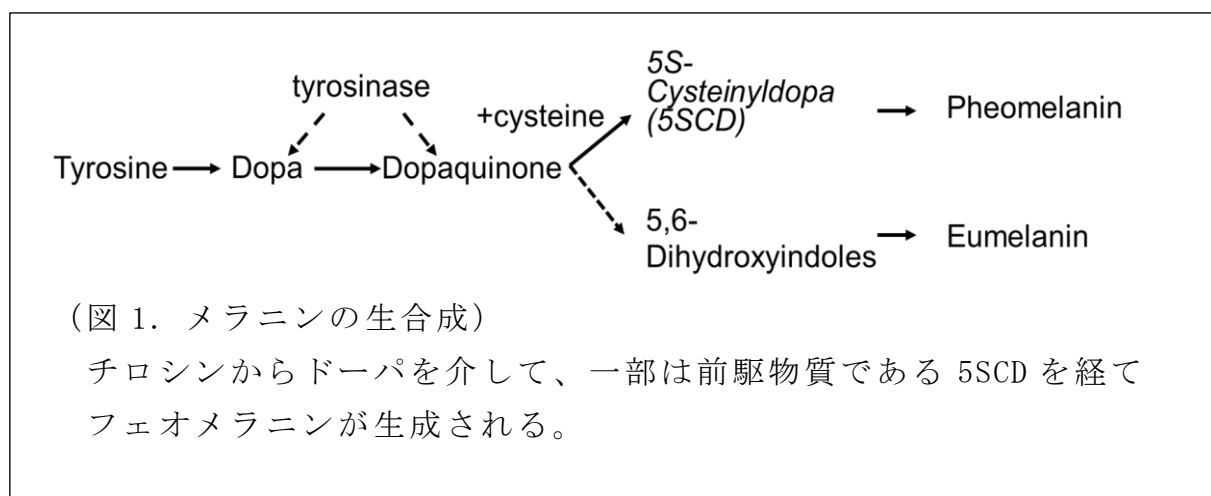 tyrosinase
+cysteine
5S-
Cysteinyldopa
(5SCD)
Pheomelanin
Tyrosine
Dopa
Dopaquinone
5,6-
Dihydroxyindoles
Eumelanin
(図 1. メラニンの生合成)
チロシンからドーパを介して、一部は前駆物質である 5SCD を経て
フェオメラニンが生成される。